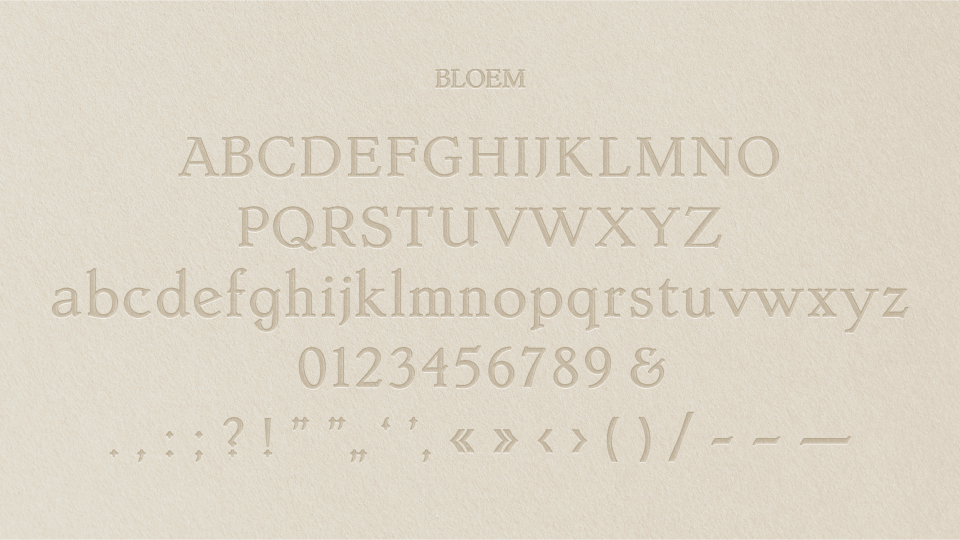 BLOEM
ABCDEFGHIJKLMNO
PQRSTUVWXYZ
abcdefghijklmnopqrstuvwxyz
0123456789 &
. , : ; ? ! ” ” „ ‘ ’ ‚ « » ‹ › ( ) / - – —